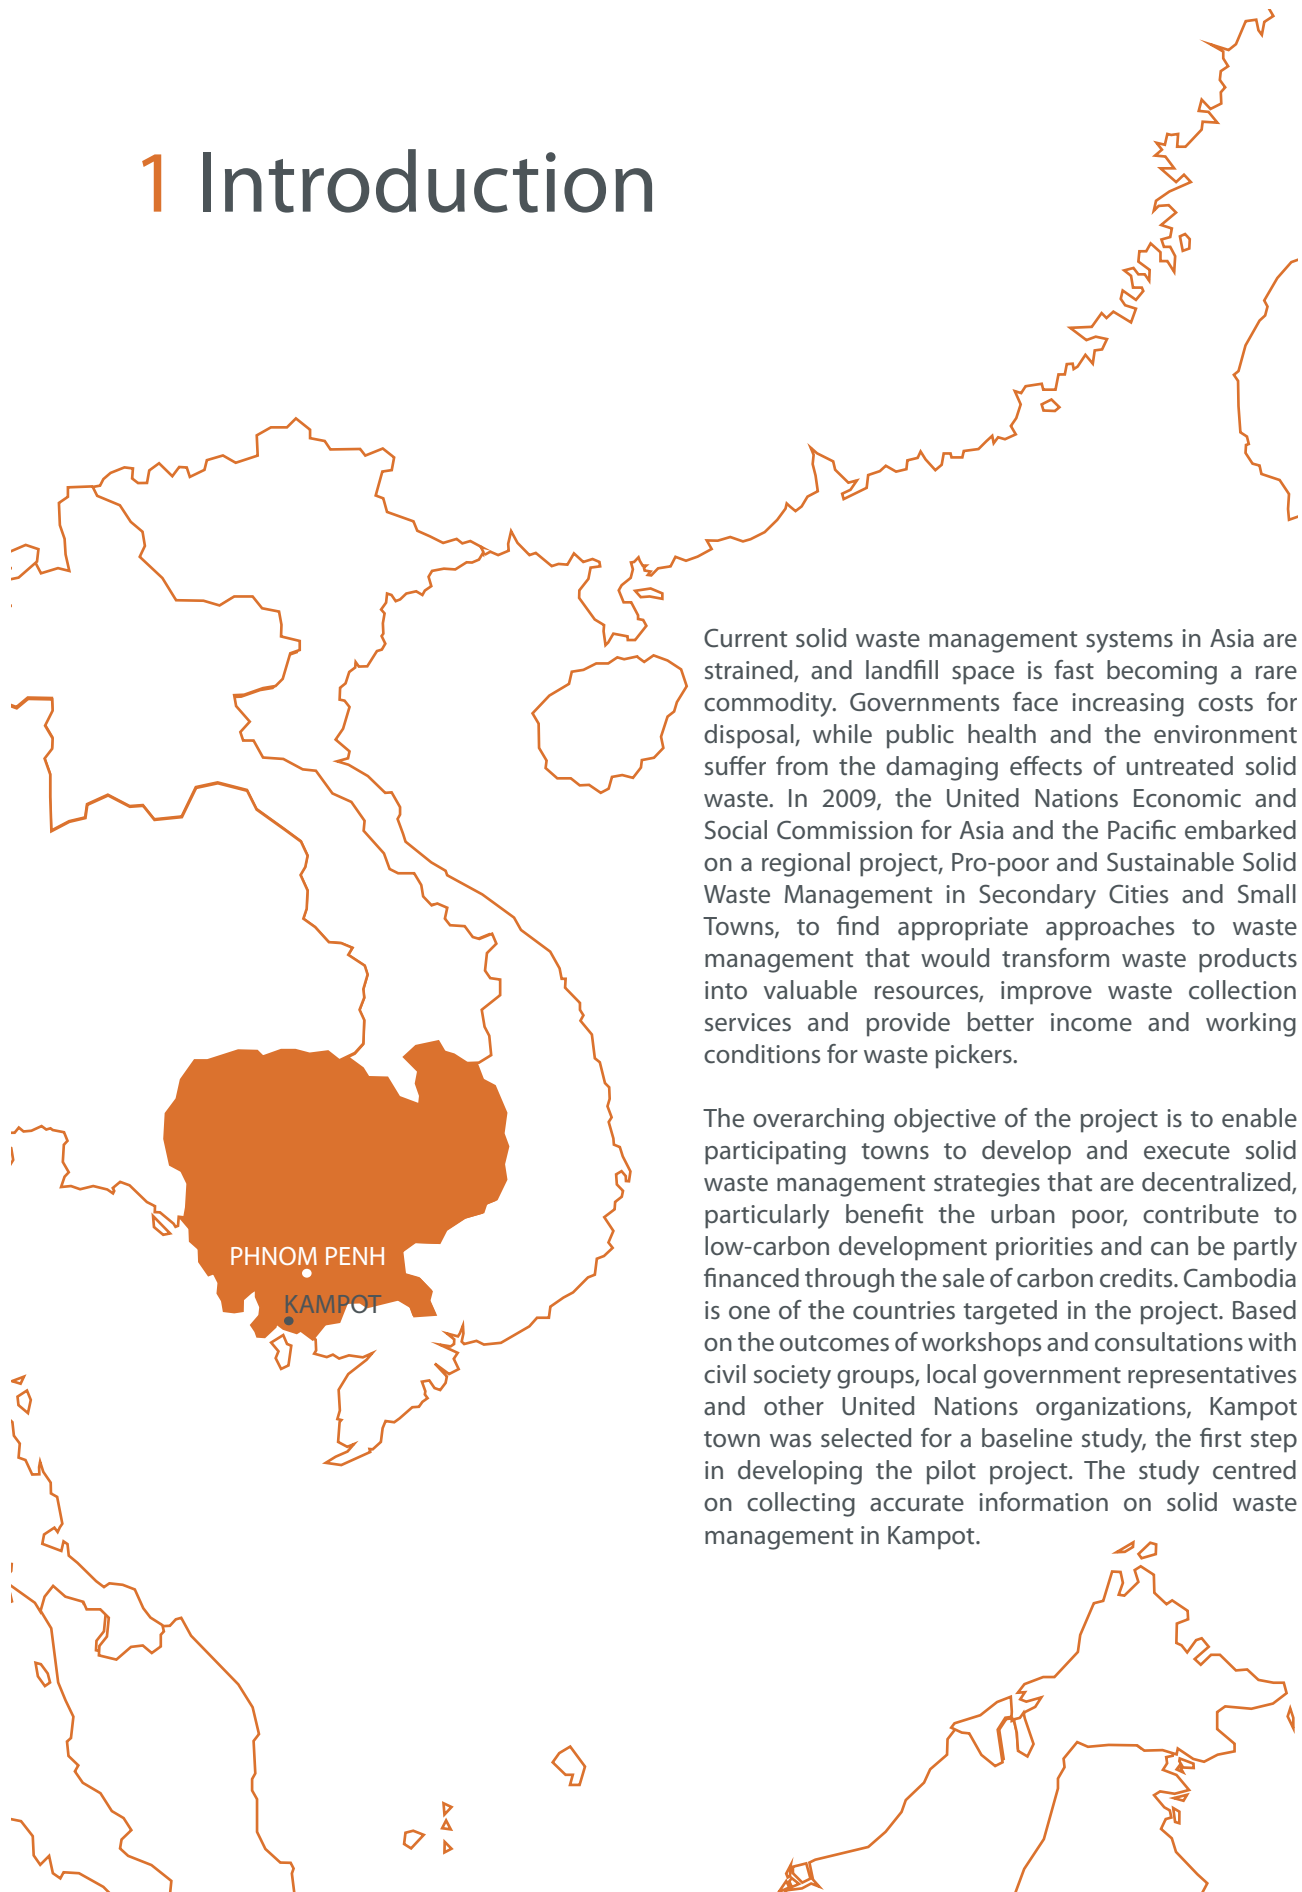 1 Introduction
Current solid waste management systems in Asia are
strained, and landfill space is fast becoming a rare
commodity. Governments face increasing costs for
disposal, while public health and the environment
suffer from the damaging effects of untreated solid
waste. In 2009, the United Nations Economic and
Social Commission for Asia and the Pacific embarked
on a regional project, Pro-poor and Sustainable Solid
Waste Management in Secondary Cities and Small
Towns, to find appropriate approaches to waste
management that would transform waste products
into valuable resources, improve waste collection
services and provide better income and working
conditions for waste pickers.
The overarching objective of the project is to enable
participating towns to develop and execute solid
waste management strategies that are decentralized,
particularly benefit the urban poor, contribute to
low-carbon development priorities and can be partly
financed through the sale of carbon credits. Cambodia
is one of the countries targeted in the project. Based
on the outcomes of workshops and consultations with
civil society groups, local government representatives
and other United Nations organizations, Kampot
town was selected for a baseline study, the first step
in developing the pilot project. The study centred
on collecting accurate information on solid waste
management in Kampot.
PHNOM PENH
KAMPOT